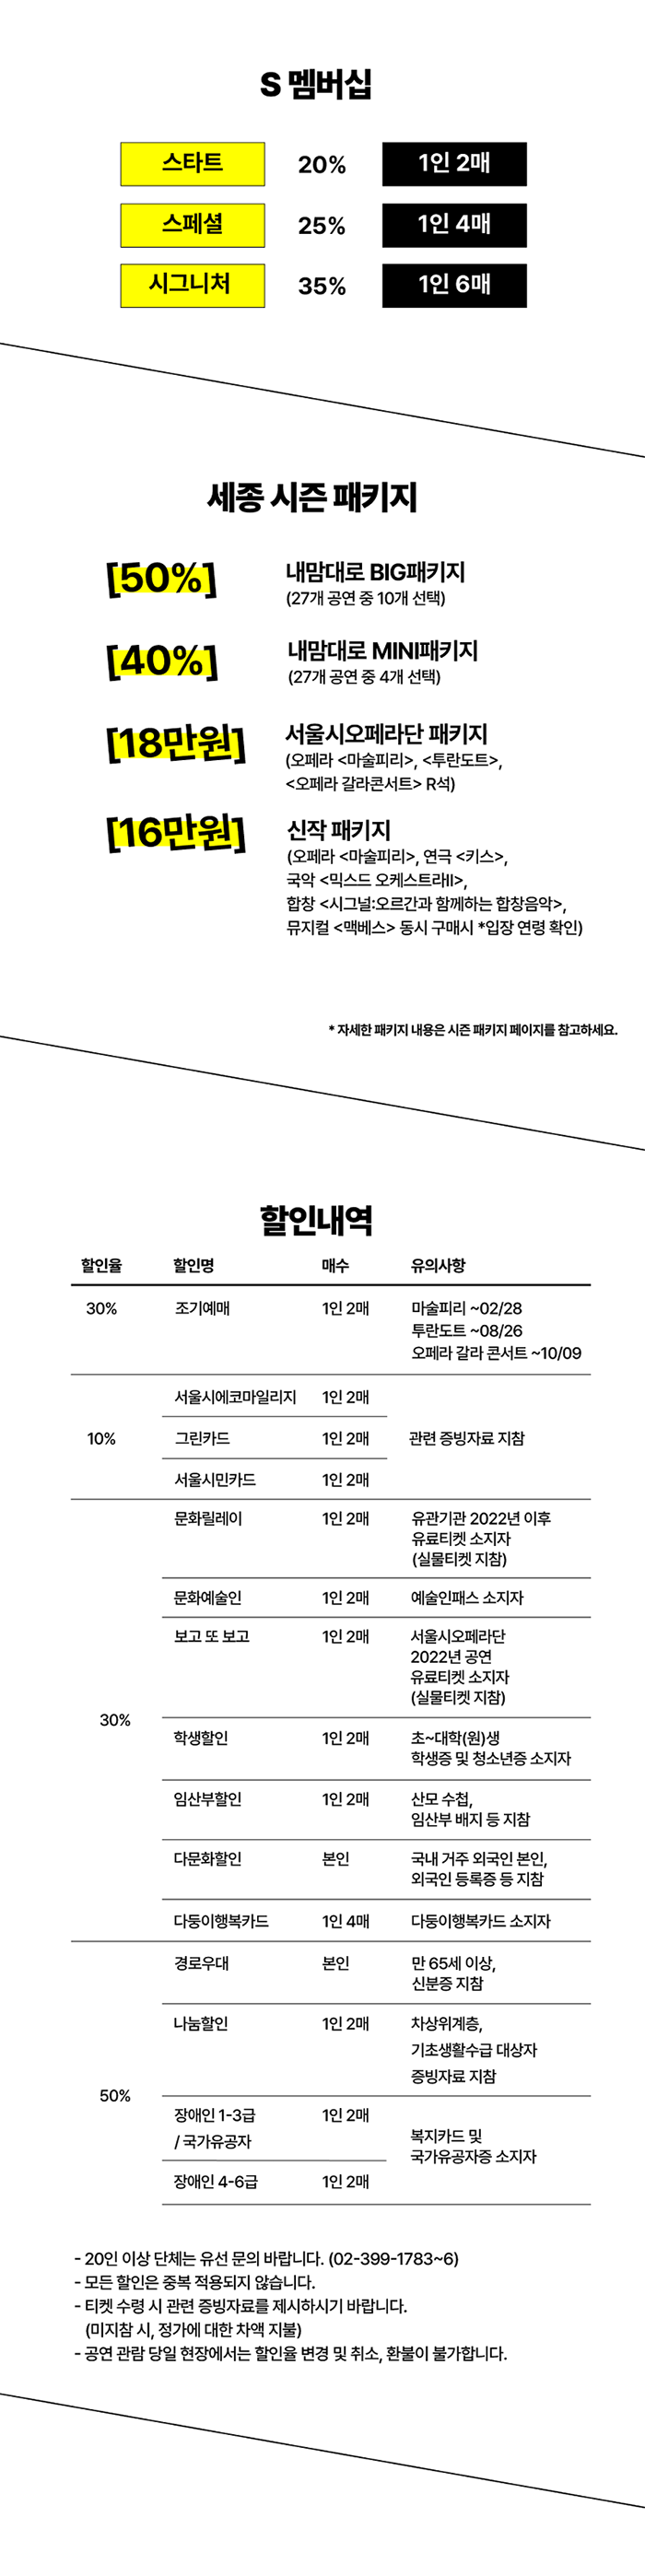 S 멤버십
스타트 20% 1인 2매
스페셜 25% 1인 4매
시그니처 35% 1인 6매
세종 시즌 패키지
[50%] 내맘대로 BIG패키지
(27개 공연 중 10개 선택)
[40%] 내맘대로 MINI패키지
(27개 공연 중 4개 선택)
[18만원] 서울시오페라단 패키지
(오페라 <마술피리>, <투란도트>,
<오페라 갈라콘서트> R석)
[16만원] 신작 패키지
(오페라 <마술피리>, 연극 <키스>,
국악 <믹스드 오케스트라II>,
합창 <시그널:오르간과 함께하는 합창음악>,
뮤지컬 <맥베스> 동시 구매시 *입장 연령 확인)
* 자세한 패키지 내용은 시즌 패키지 페이지를 참고하세요.
할인내역
할인율 할인명 매수 유의사항
30% 조기예매 1인 2매 마술피리 ~02/28
투란도트 ~08/26
오페라 갈라 콘서트 ~10/09
서울시에코마일리지 1인 2매
10% 그린카드 1인 2매 관련 증빙자료 지참
서울시민카드 1인 2매
문화릴레이 1인 2매 유관기관 2022년 이후
유료티켓 소지자
(실물티켓 지참)
문화예술인 1인 2매 예술인패스 소지자
보고 또 보고 1인 2매 서울시오페라단
2022년 공연
유료티켓 소지자
(실물티켓 지참)
30%
학생할인 1인 2매 초~대학(원)생
학생증 및 청소년증 소지자
임산부할인 1인 2매 산모 수첩,
임산부 배지 등 지참
다문화할인 본인 국내 거주 외국인 본인,
외국인 등록증 등 지참
다둥이행복카드 1인 4매 다둥이행복카드 소지자
경로우대 본인 만 65세 이상,
신분증 지참
나눔할인 1인 2매 차상위계층,
기초생활수급 대상자
증빙자료 지참
50%
장애인 1-3급 1인 2매
/ 국가유공자
복지카드 및
국가유공자증 소지자
장애인 4-6급 1인 2매
- 20인 이상 단체는 유선 문의 바랍니다. (02-399-1783~6)
- 모든 할인은 중복 적용되지 않습니다.
- 티켓 수령 시 관련 증빙자료를 제시하시기 바랍니다.
(미지참 시, 정가에 대한 차액 지불)
- 공연 관람 당일 현장에서는 할인율 변경 및 취소, 환불이 불가합니다.